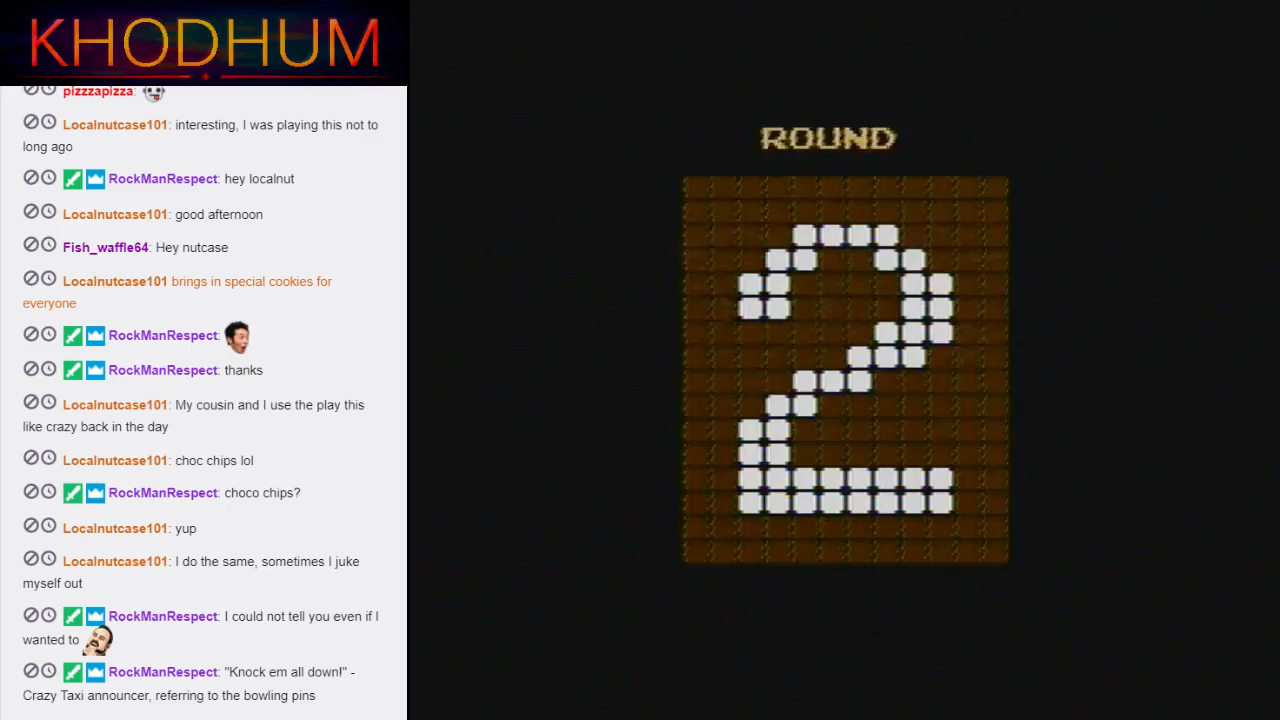 KHODHUM
pizzzapizza:
Localnutcase101: interesting, I was playing this not to
long ago
RockManRespect: hey localnut
Localnutcase101: good afternoon
Fish_waffle64: Hey nutcase
Localnutcase101 brings in special cookies for
everyone
RockManRespect:
RockManRespect: thanks
Localnutcase101: My cousin and I use the play this
like crazy back in the day
Localnutcase101: choc chips lol
RockManRespect: choco chips?
Localnutcase101: yup
Localnutcase101: I do the same, sometimes I juke
myself out
RockManRespect: I could not tell you even if I
wanted to
RockManRespect: "Knock em all down!" -
Crazy Taxi announcer, referring to the bowling pins
ROUND
2